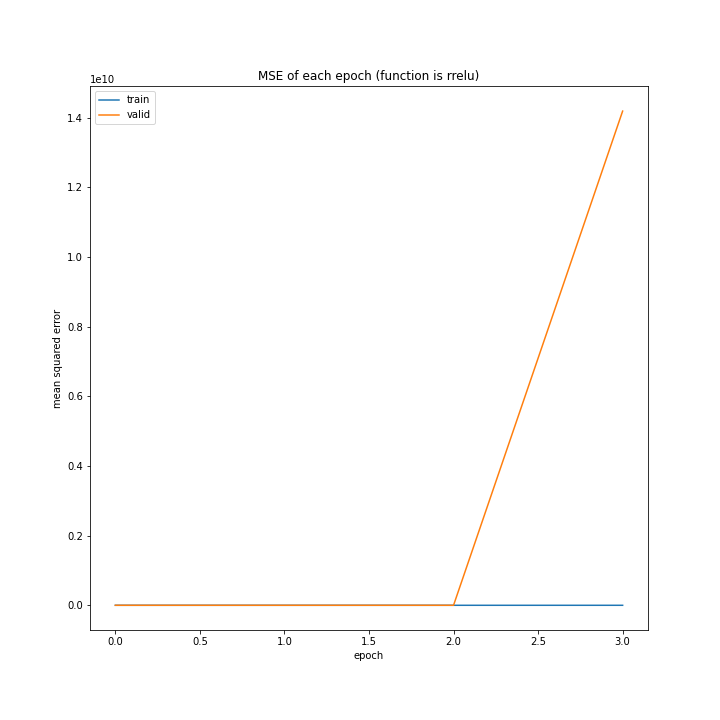 MSE of each epoch (function is rrelu)
1e10
train
valid
1.4
1.2
1.0
0.8
0.6
0.4
0.2
0.0
mean squared error
0.0 0.5 1.0 1.5 2.0 2.5 3.0
epoch